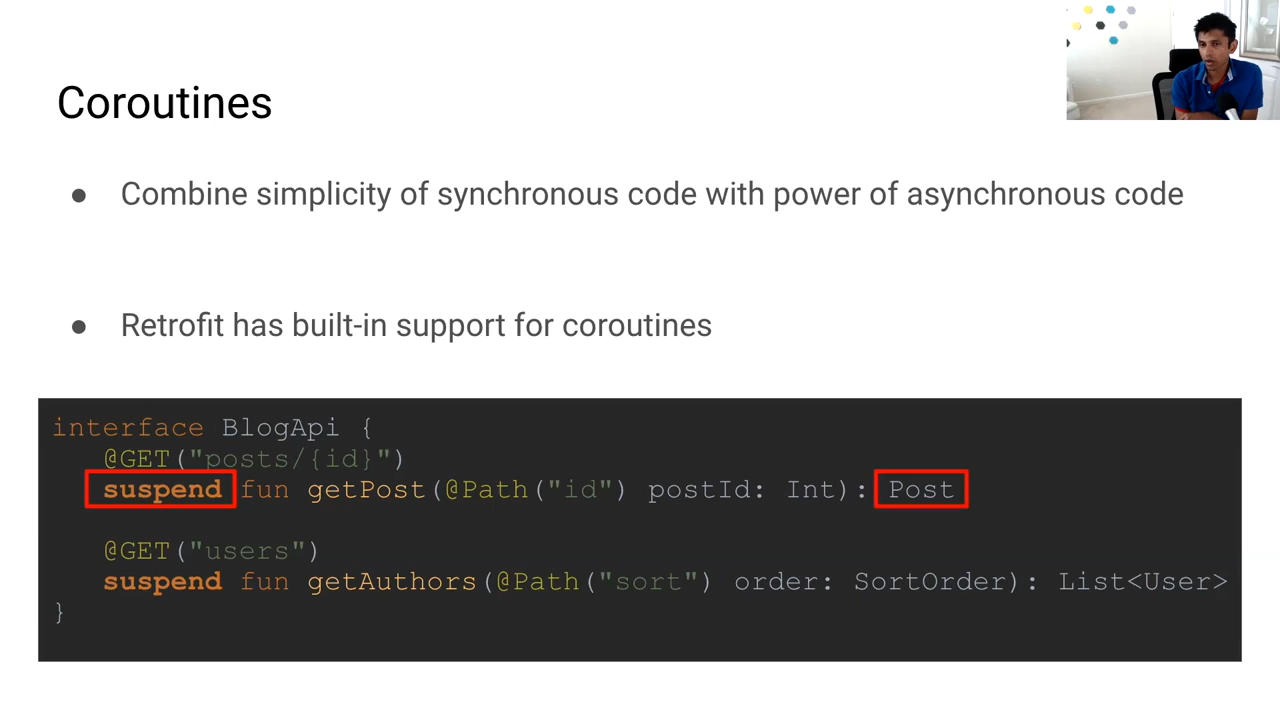 Coroutines
● Combine simplicity of synchronous code with power of asynchronous code
● Retrofit has built-in support for coroutines
interface BlogApi {
@GET("posts/{id}")
suspend fun getPost(@Path("id") postId: Int): Post
@GET("users")
suspend fun getAuthors(@Path("sort") order: SortOrder): List<User>
}